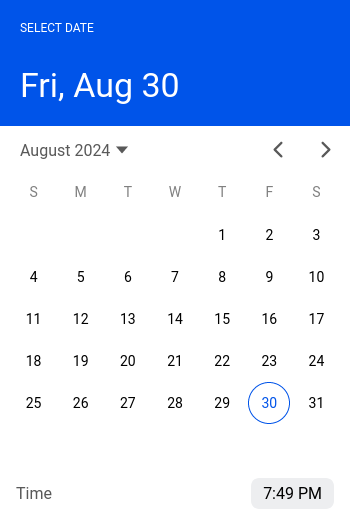 SELECT DATE
Fri, Aug 30
August 2024
S M T W T F S
1 2 3
4 5 6 7 8 9 10
11 12 13 14 15 16 17
18 19 20 21 22 23 24
25 26 27 28 29 30 31
Time 7:49 PM